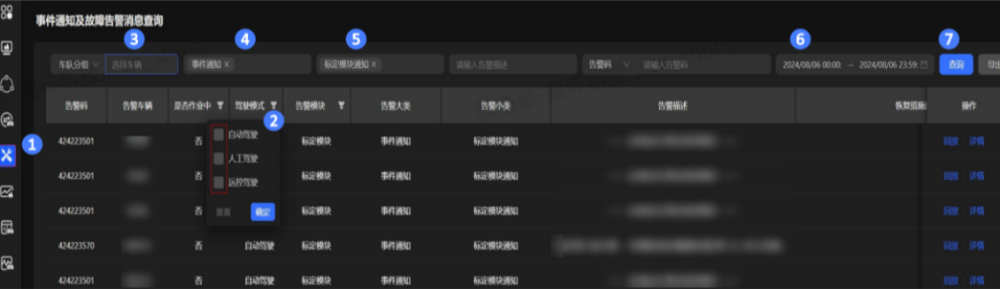 事件通知及故障告警消息查询
3 4 5 6 7
车队分组 选择车辆 事件通知 × 标定模块通知 × 请输入告警描述 告警码 请输入告警码 2024/08/06 00:00: → 2024/08/06 23:59: 查询 导出
告警码 告警车辆 是否作业中 驾驶模式 告警模块 告警大类 告警小类 告警描述 恢复措施 操作
2
1
424223501 否 自动驾驶 标定模块 事件通知 标定模块通知 回放 详情
人工驾驶
424223501 否 标定模块 事件通知 标定模块通知 回放 详情
远控驾驶
424223501 否 重置 确定 标定模块 事件通知 标定模块通知 回放 详情
424223570 否 自动驾驶 标定模块 事件通知 标定模块通知 回放 详情
424223501 否 自动驾驶 标定模块 事件通知 标定模块通知 回放 详情